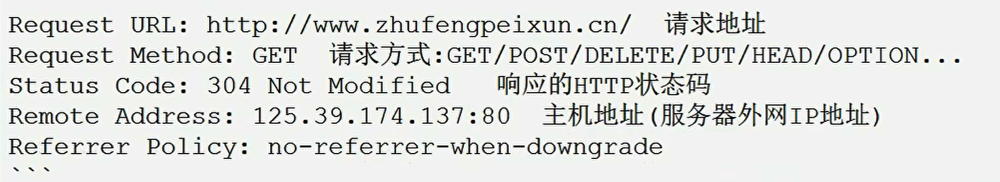 Request URL: http://www.zhufengpeixun.cn/  请求地址
Request Method: GET  请求方式:GET/POST/DELETE/PUT/HEAD/OPTION...
Status Code: 304 Not Modified   响应的HTTP状态码
Remote Address: 125.39.174.137:80  主机地址(服务器外网IP地址)
Referrer Policy: no-referrer-when-downgrade
```